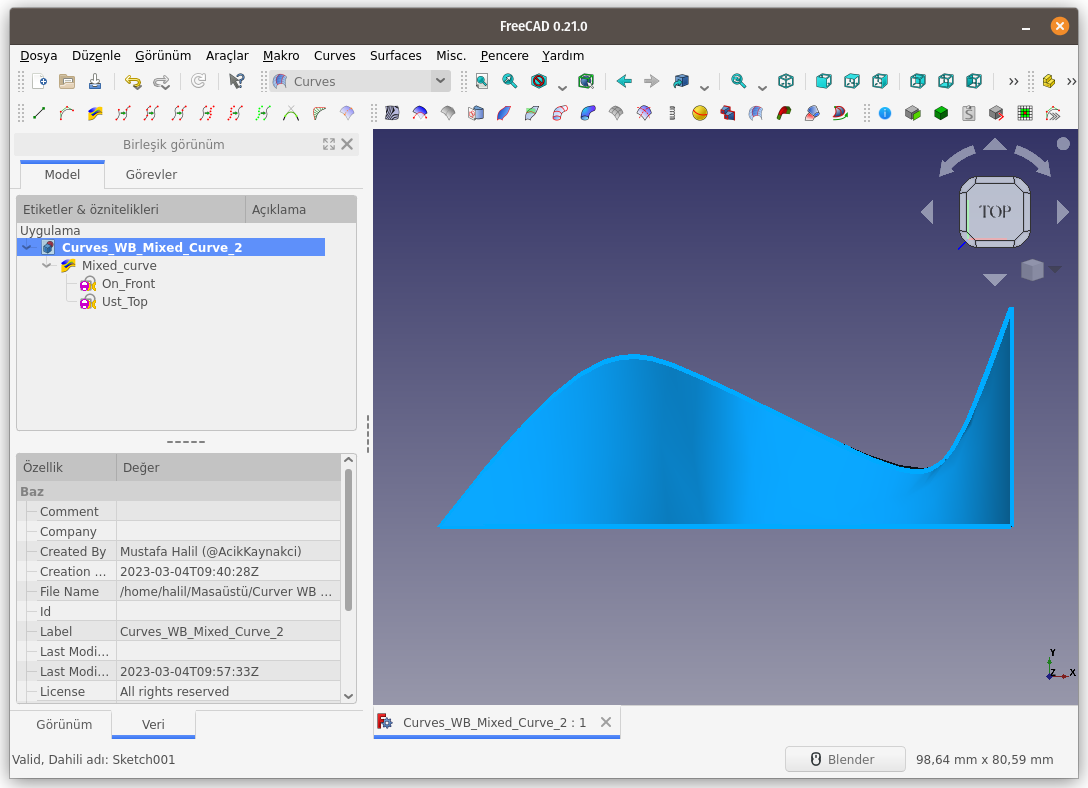 FreeCAD 0.21.0
Dosya Düzenle Görünüm Araçlar Makro Curves Surfaces Misc. Pencere Yardım
Curves
Birleşik görünüm
Model Görevler
Etiketler & öznitelikleri Açıklama
Uygulama
Curves_WB_Mixed_Curve_2
Mixed_curve
On_Front
Ust_Top
TOP
Özellik Değer
Baz
Comment
Company
Created By Mustafa Halil (@AcikKaynakci)
Creation ... 2023-03-04T09:40:28Z
File Name /home/halil/Masaüstü/Curver WB ...
Id
Label Curves_WB_Mixed_Curve_2
Last Modi...
Last Modi... 2023-03-04T09:57:33Z
License All rights reserved
Y
Z X
Görünüm Veri
Curves_WB_Mixed_Curve_2 : 1
Valid, Dahili adı: Sketch001
Blender 98,64 mm x 80,59 mm